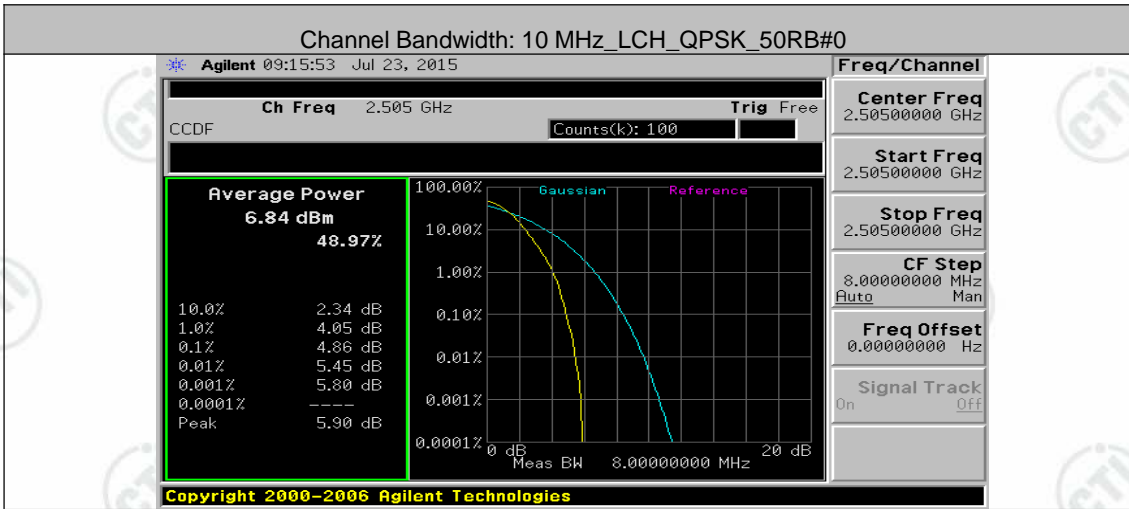 Channel Bandwidth: 10 MHz_LCH_QPSK_50RB#0
Agilent 09:15:53 Jul 23, 2015
Freq/Channel
Ch Freq 2.505 GHz Trig Free
CCDF Counts(k): 100
Average Power
6.84 dBm
48.97%
10.0% 2.34 dB
1.0% 4.05 dB
0.1% 4.86 dB
0.01% 5.45 dB
0.001% 5.80 dB
0.0001% ----
Peak 5.90 dB
Gaussian Reference
100.00%
10.00%
1.00%
0.10%
0.01%
0.001%
0.0001%
0 dB 20 dB
Meas BW 8.00000000 MHz
Center Freq
2.50500000 GHz
Start Freq
2.50500000 GHz
Stop Freq
2.50500000 GHz
CF Step
8.00000000 MHz
Auto Man
Freq Offset
0.00000000 Hz
Signal Track
On Off
Copyright 2000-2006 Agilent Technologies
CTI
CTI
CTI